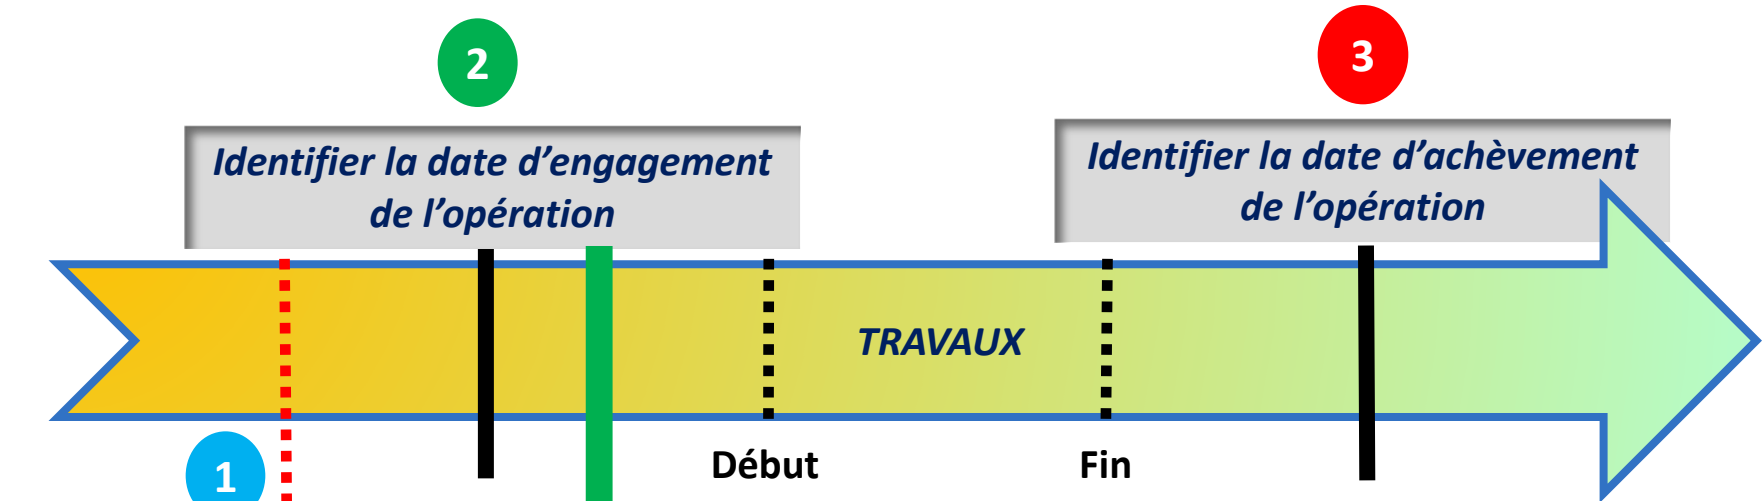 2
3
Identifier la date d’engagement
de l’opération
Identifier la date d’achèvement
de l’opération
TRAVAUX
1
Début
Fin